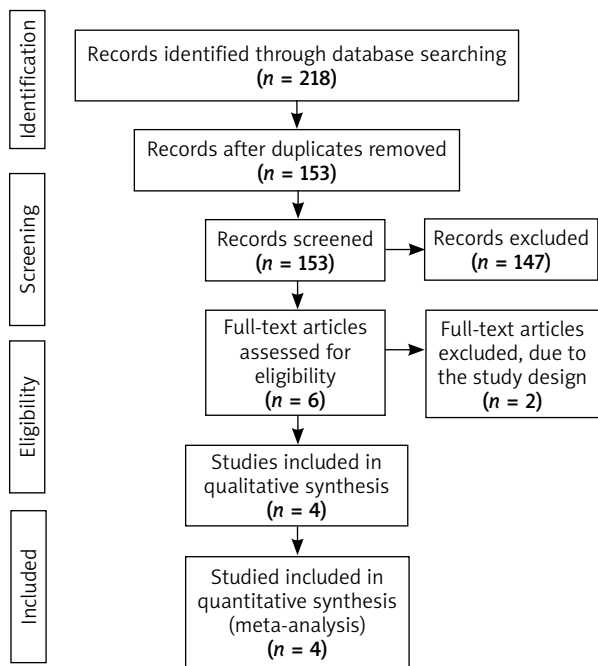 Identification
Records identified through database searching
(n = 218)
Records after duplicates removed
(n = 153)
Screening
Records screened
(n = 153)
Records excluded
(n = 147)
Eligibility
Full-text articles
assessed for
eligibility
(n = 6)
Full-text articles
excluded, due to
the study design
(n = 2)
Studies included in
qualitative synthesis
(n = 4)
Included
Studied included in
quantitative synthesis
(meta-analysis)
(n = 4)